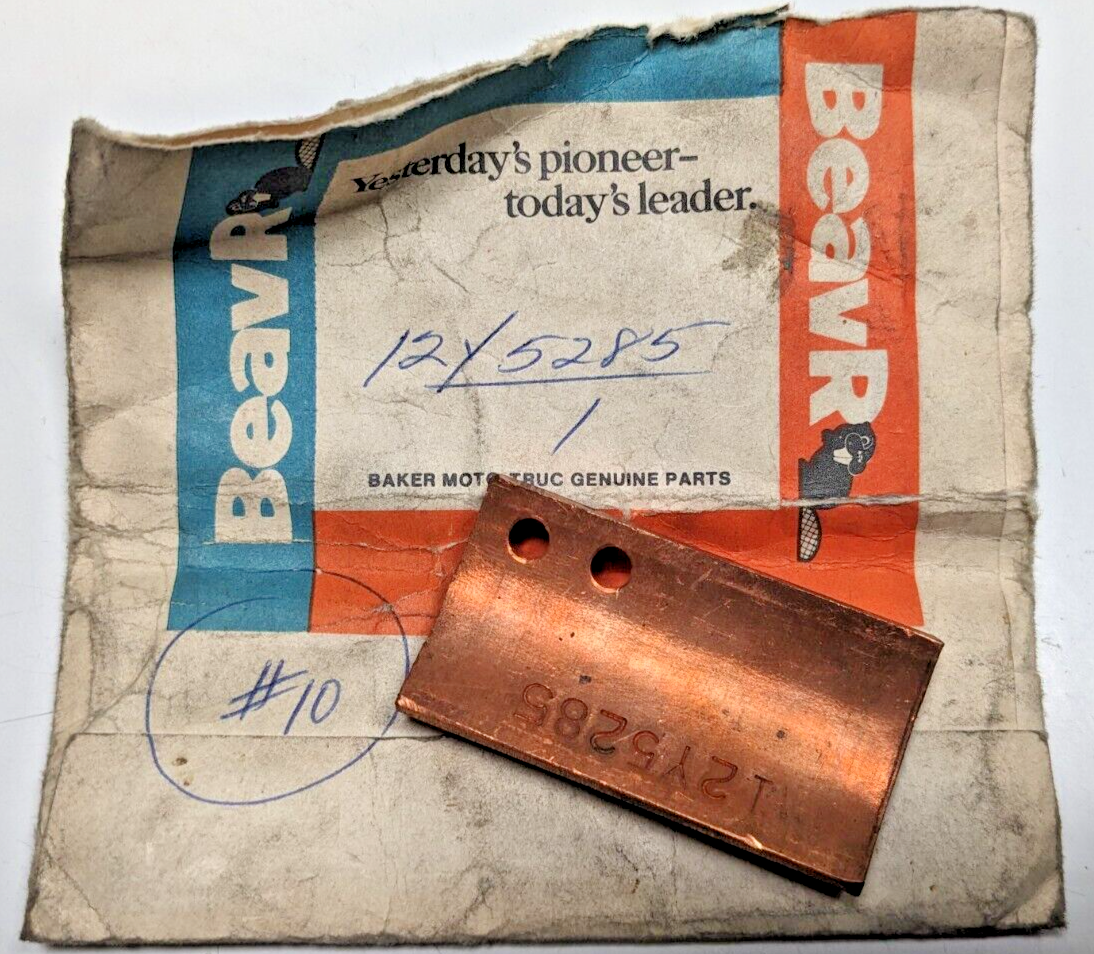 BeavR
BeavR
Yesterday's pioneer–
today's leader.
12Y5285
1
BAKER MOTO TRUC GENUINE PARTS
#10
12Y5285